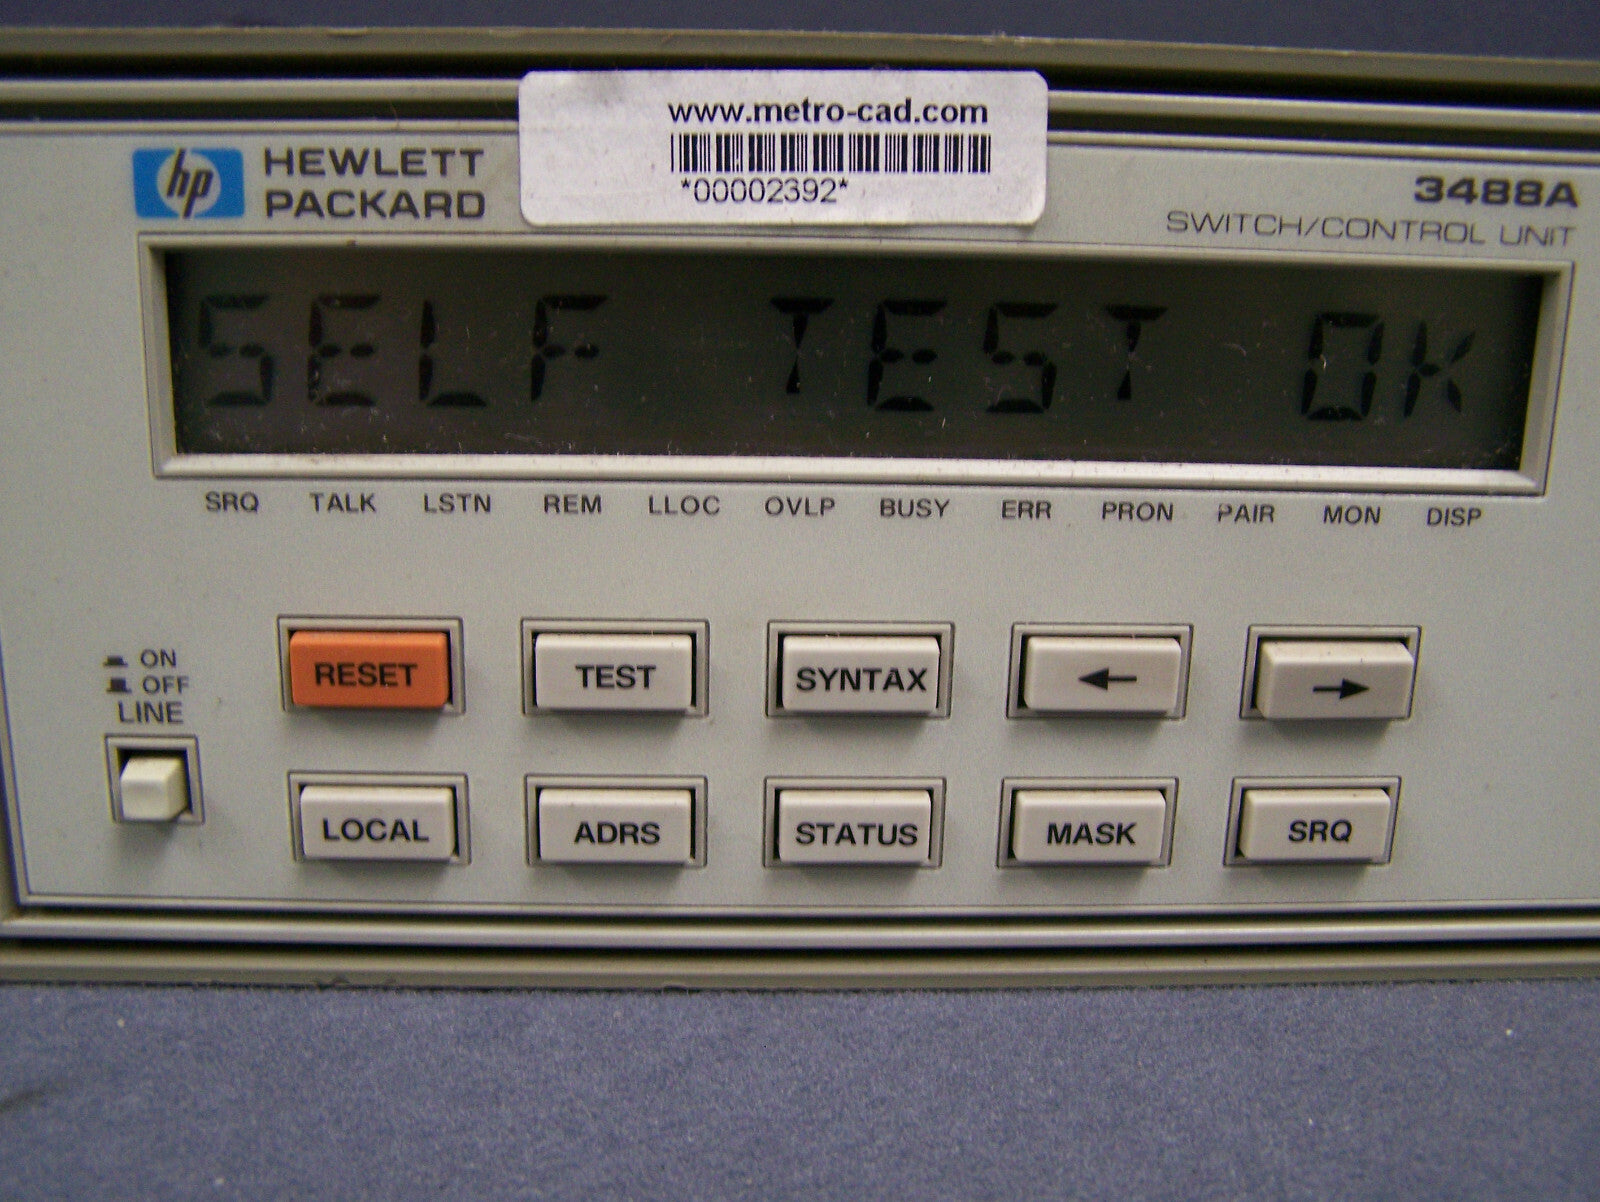 www.metro-cad.com
*00002392*
hp HEWLETT
PACKARD
3488A
SWITCH/CONTROL UNIT
SELF TEST OK
SRQ TALK LSTN REM LLOC OVLP BUSY ERR PRON PAIR MON DISP
ON
OFF
LINE
RESET TEST SYNTAX ← →
LOCAL ADRS STATUS MASK SRQ